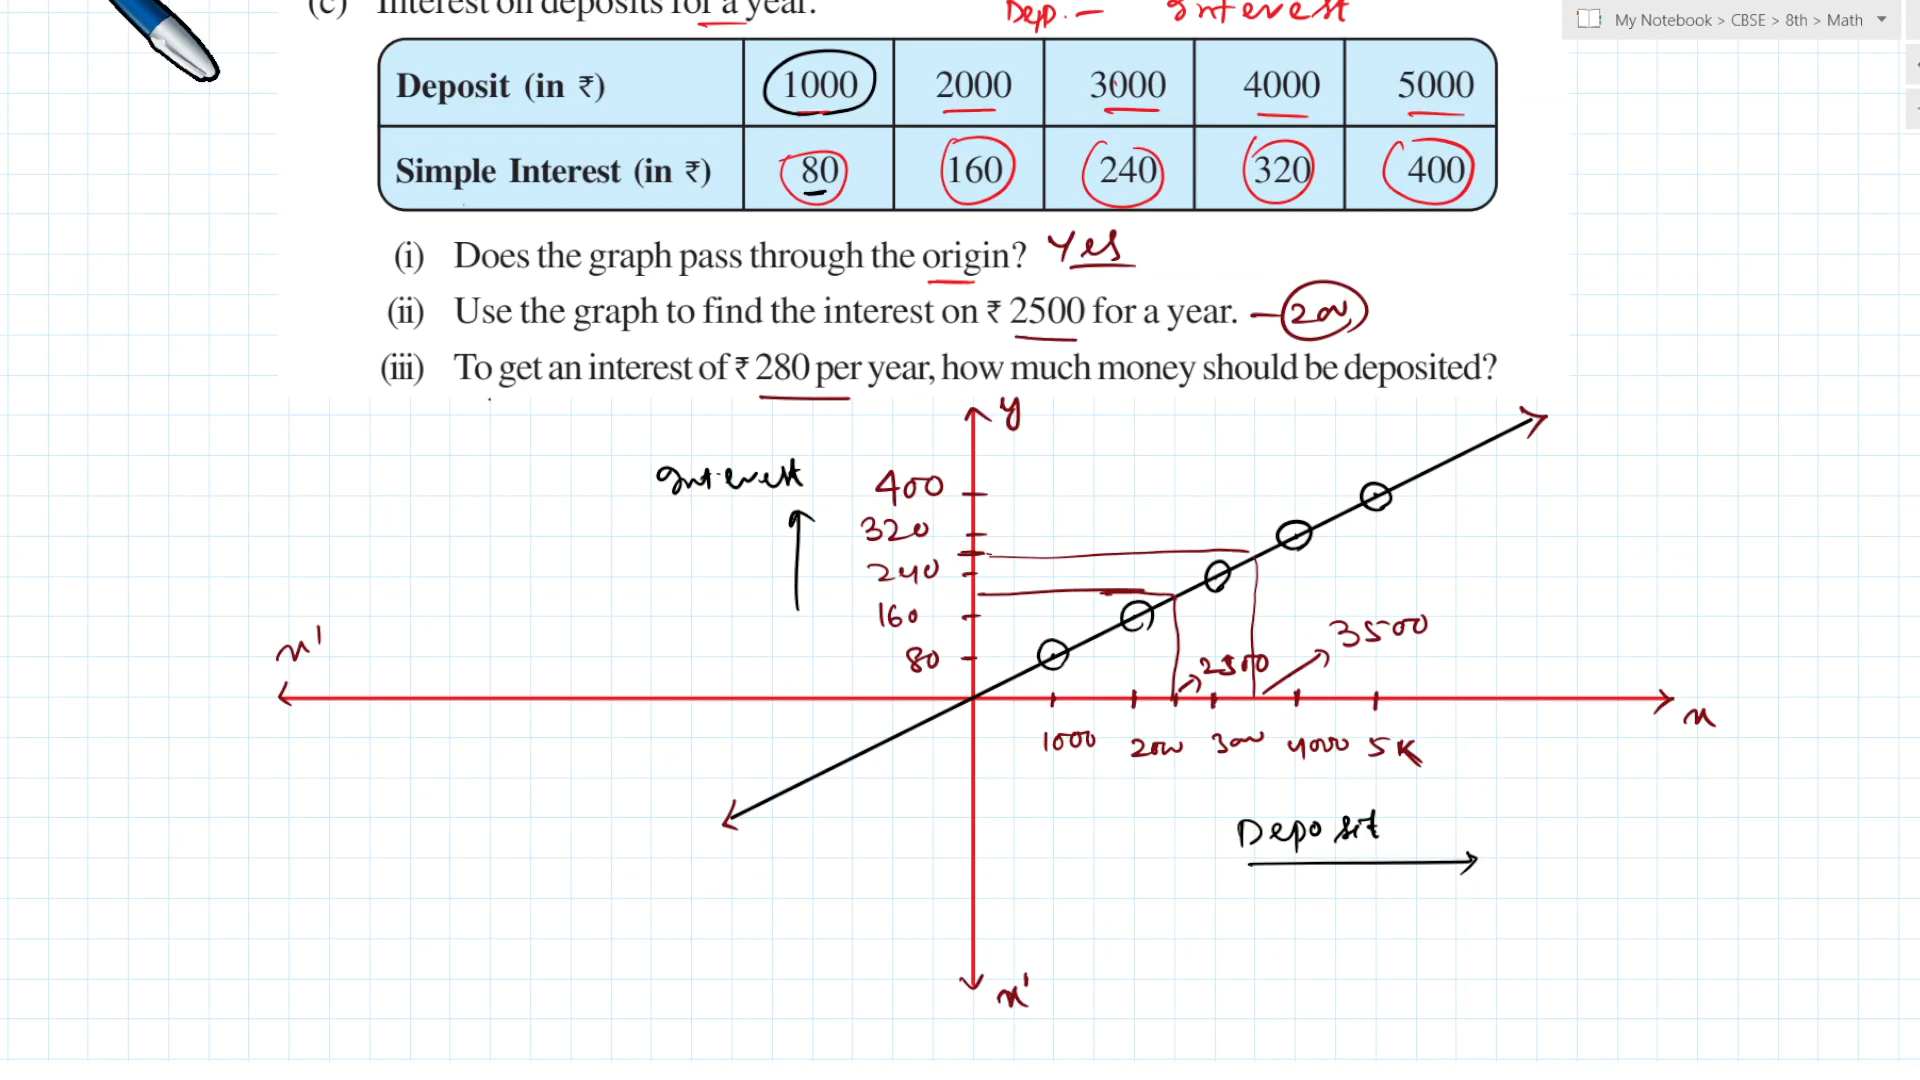 (c) Interest on deposits for a year.
Dep. — Interest
My Notebook > CBSE > 8th > Math
Deposit (in ₹) 1000 2000 3000 4000 5000
Simple Interest (in ₹) 80 160 240 320 400
(i) Does the graph pass through the origin? Yes
(ii) Use the graph to find the interest on ₹ 2500 for a year. — 200
(iii) To get an interest of ₹ 280 per year, how much money should be deposited?
y
Interest
400
320
240
160
80
3500
2500
x'
x
1000 2000 3000 4000 5K
Deposit
x'